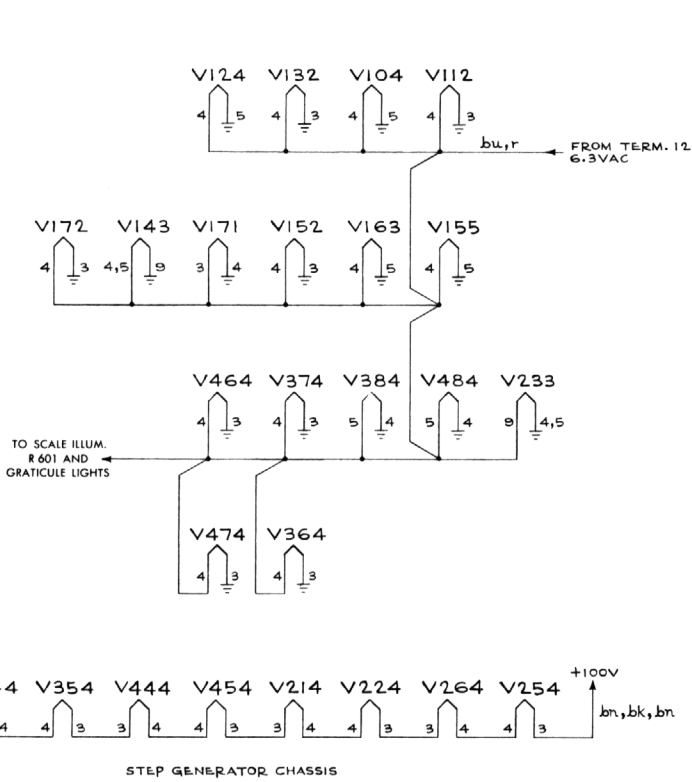 V124 V132 V104 V112
4 5 4 3 4 5 4 3
bu,r
FROM TERM. 12
6.3VAC
V172 V143 V171 V152 V163 V155
4 3 4,5 9 3 4 4 3 4 5 4 5
V464 V374 V384 V484 V233
4 3 4 3 5 4 5 4 9 4,5
TO SCALE ILLUM.
R 601 AND
GRATICULE LIGHTS
V474 V364
4 3 4 3
+100V
4 V354 V444 V454 V214 V224 V264 V254
bn,bk,bn
4 4 3 3 4 4 3 3 4 4 3 3 4 4 3
STEP GENERATOR CHASSIS